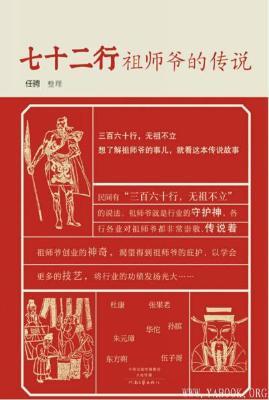 七十二行祖师爷的传说
任骋 整理
三百六十行，无祖不立
想了解祖师爷的事儿，就看这本传说故事
民间有“三百六十行，无祖不立”
的说法。祖师爷就是行业的守护神，各
行各业对祖师爷都非常崇敬，传说着
祖师爷创业的神奇，渴望得到祖师爷的庇护，以学会
更多的技艺，将行业的功绩发扬光大……
杜康 张果老
朱元璋 华佗 孙膑
东方朔 伍子胥
WWW.YABOOK.ORG